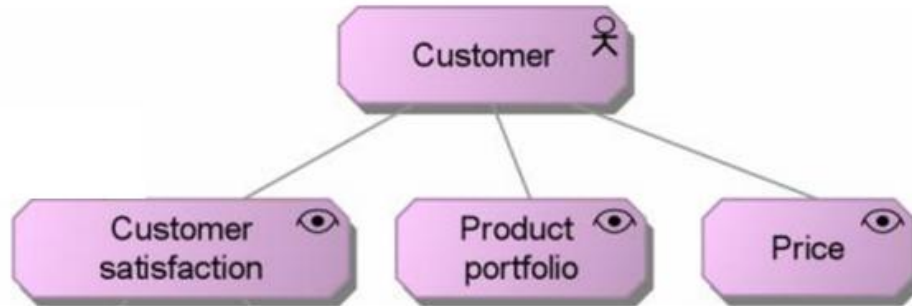 Customer
Customer
satisfaction
Product
portfolio
Price